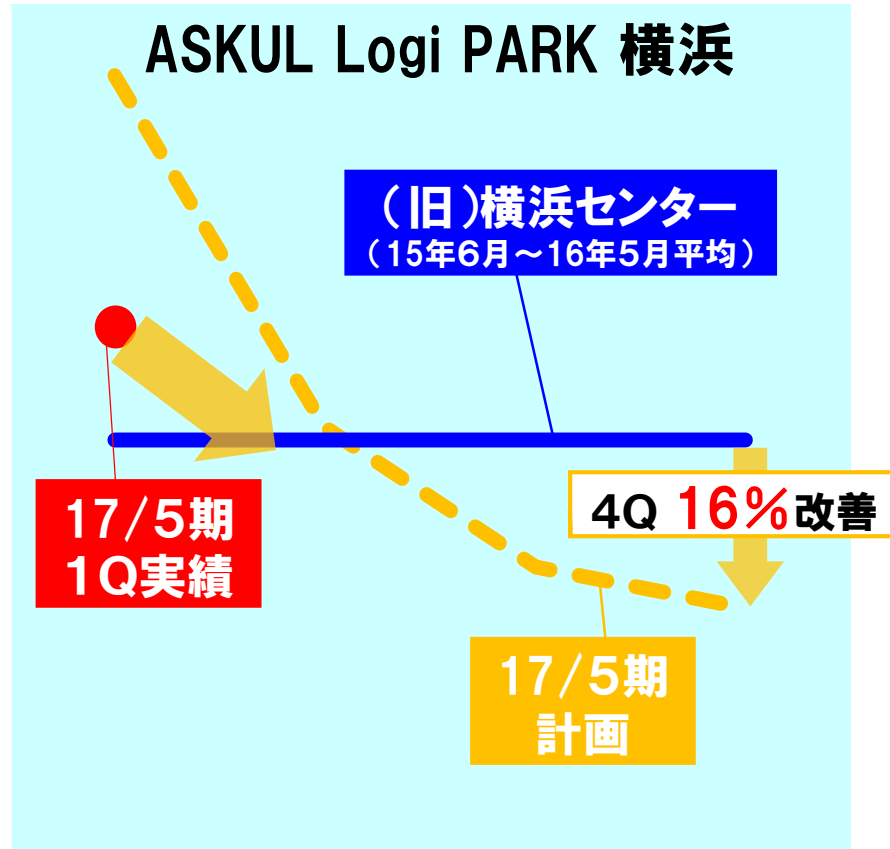 ASKUL Logi PARK 横浜
（旧）横浜センター
（15年６月～16年５月平均）
17/５期
１Q実績
４Q 16％改善
17/５期
計画